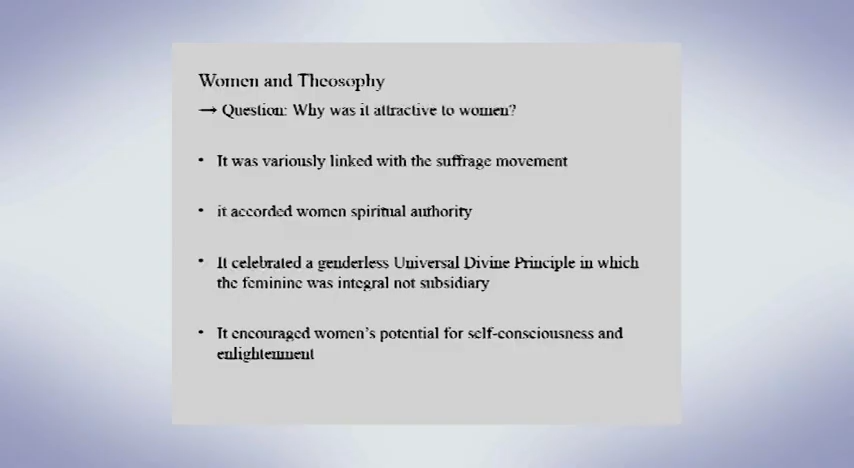 Women and Theosophy
→ Question: Why was it attractive to women?
• It was variously linked with the suffrage movement
• it accorded women spiritual authority
• It celebrated a genderless Universal Divine Principle in which
the feminine was integral not subsidiary
• It encouraged women's potential for self-consciousness and
enlightenment